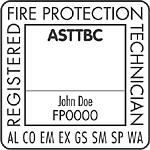 FIRE PROTECTION
REGISTERED
TECHNICIAN
ASTTBC
John Doe
FP0000
AL CO EM EX GS SM SP WA